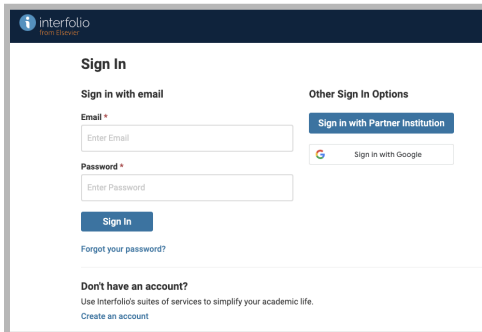 interfolio
from Elsevier
Sign In
Sign in with email
Email *
Enter Email
Password *
Enter Password
Sign In
Forgot your password?
Other Sign In Options
Sign in with Partner Institution
Sign in with Google
Don't have an account?
Use Interfolio's suites of services to simplify your academic life.
Create an account